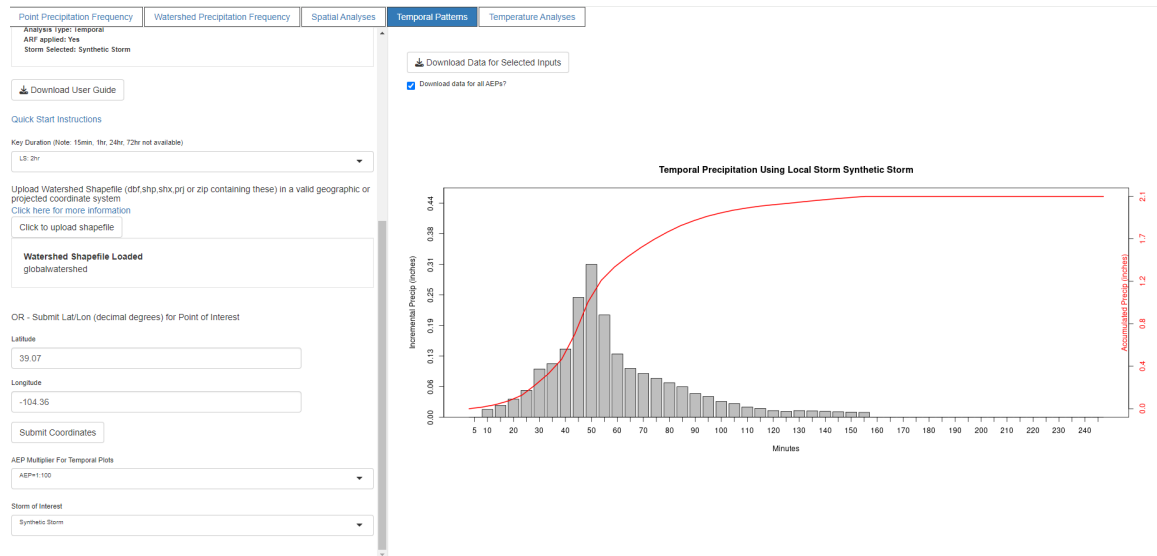 Point Precipitation Frequency
Watershed Precipitation Frequency
Spatial Analyses
Temporal Patterns
Temperature Analyses
Analysis Type: Temporal
ARF applied: Yes
Storm Selected: Synthetic Storm
Download User Guide
Quick Start Instructions
Key Duration (Note: 15min, 1hr, 24hr, 72hr not available)
LS: 2hr
Upload Watershed Shapefile (dbf,shp,shx,prj or zip containing these) in a valid geographic or
projected coordinate system
Click here for more information
Click to upload shapefile
Watershed Shapefile Loaded
globalwatershed
OR - Submit Lat/Lon (decimal degrees) for Point of Interest
Latitude
39.07
Longitude
-104.36
Submit Coordinates
AEP Multiplier For Temporal Plots
AEP=1:100
Storm of Interest
Synthetic Storm
Download Data for Selected Inputs
Download data for all AEPs?
Temporal Precipitation Using Local Storm Synthetic Storm
Incremental Precip (inches)
0.44
0.38
0.31
0.25
0.19
0.13
0.06
0.00
2.1
1.7
1.2
0.8
0.4
0.0
Accumulated Precip (inches)
5 10 20 30 40 50 60 70 80 90 100 110 120 130 140 150 160 170 180 190 200 210 220 230 240
Minutes